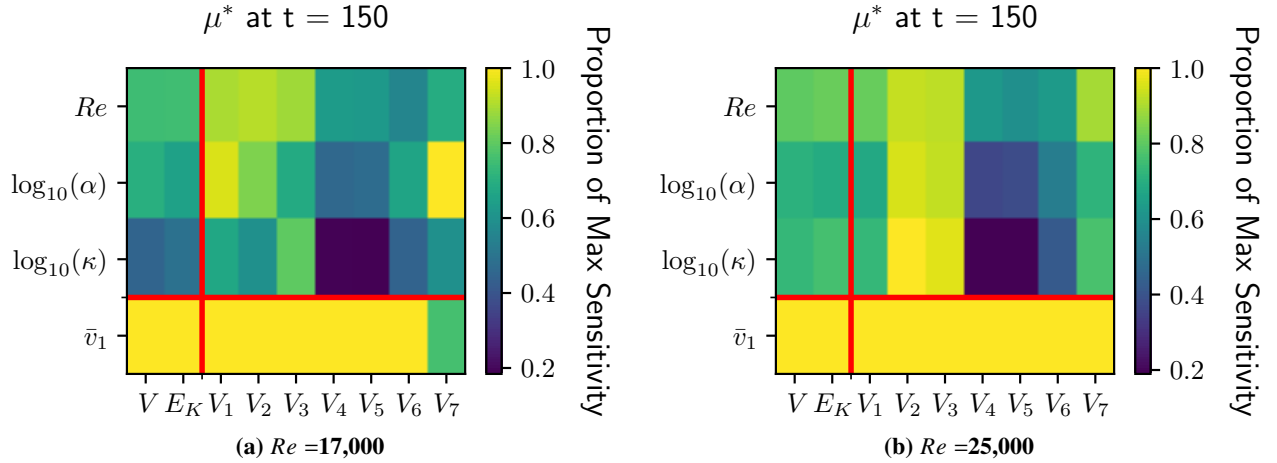 μ* at t = 150
Re
log₁₀(α)
log₁₀(κ)
v̄₁
V E_K V₁ V₂ V₃ V₄ V₅ V₆ V₇
1.0
0.8
0.6
0.4
0.2
Proportion of Max Sensitivity
(a) Re =17,000
μ* at t = 150
Re
log₁₀(α)
log₁₀(κ)
v̄₁
V E_K V₁ V₂ V₃ V₄ V₅ V₆ V₇
1.0
0.8
0.6
0.4
0.2
Proportion of Max Sensitivity
(b) Re =25,000